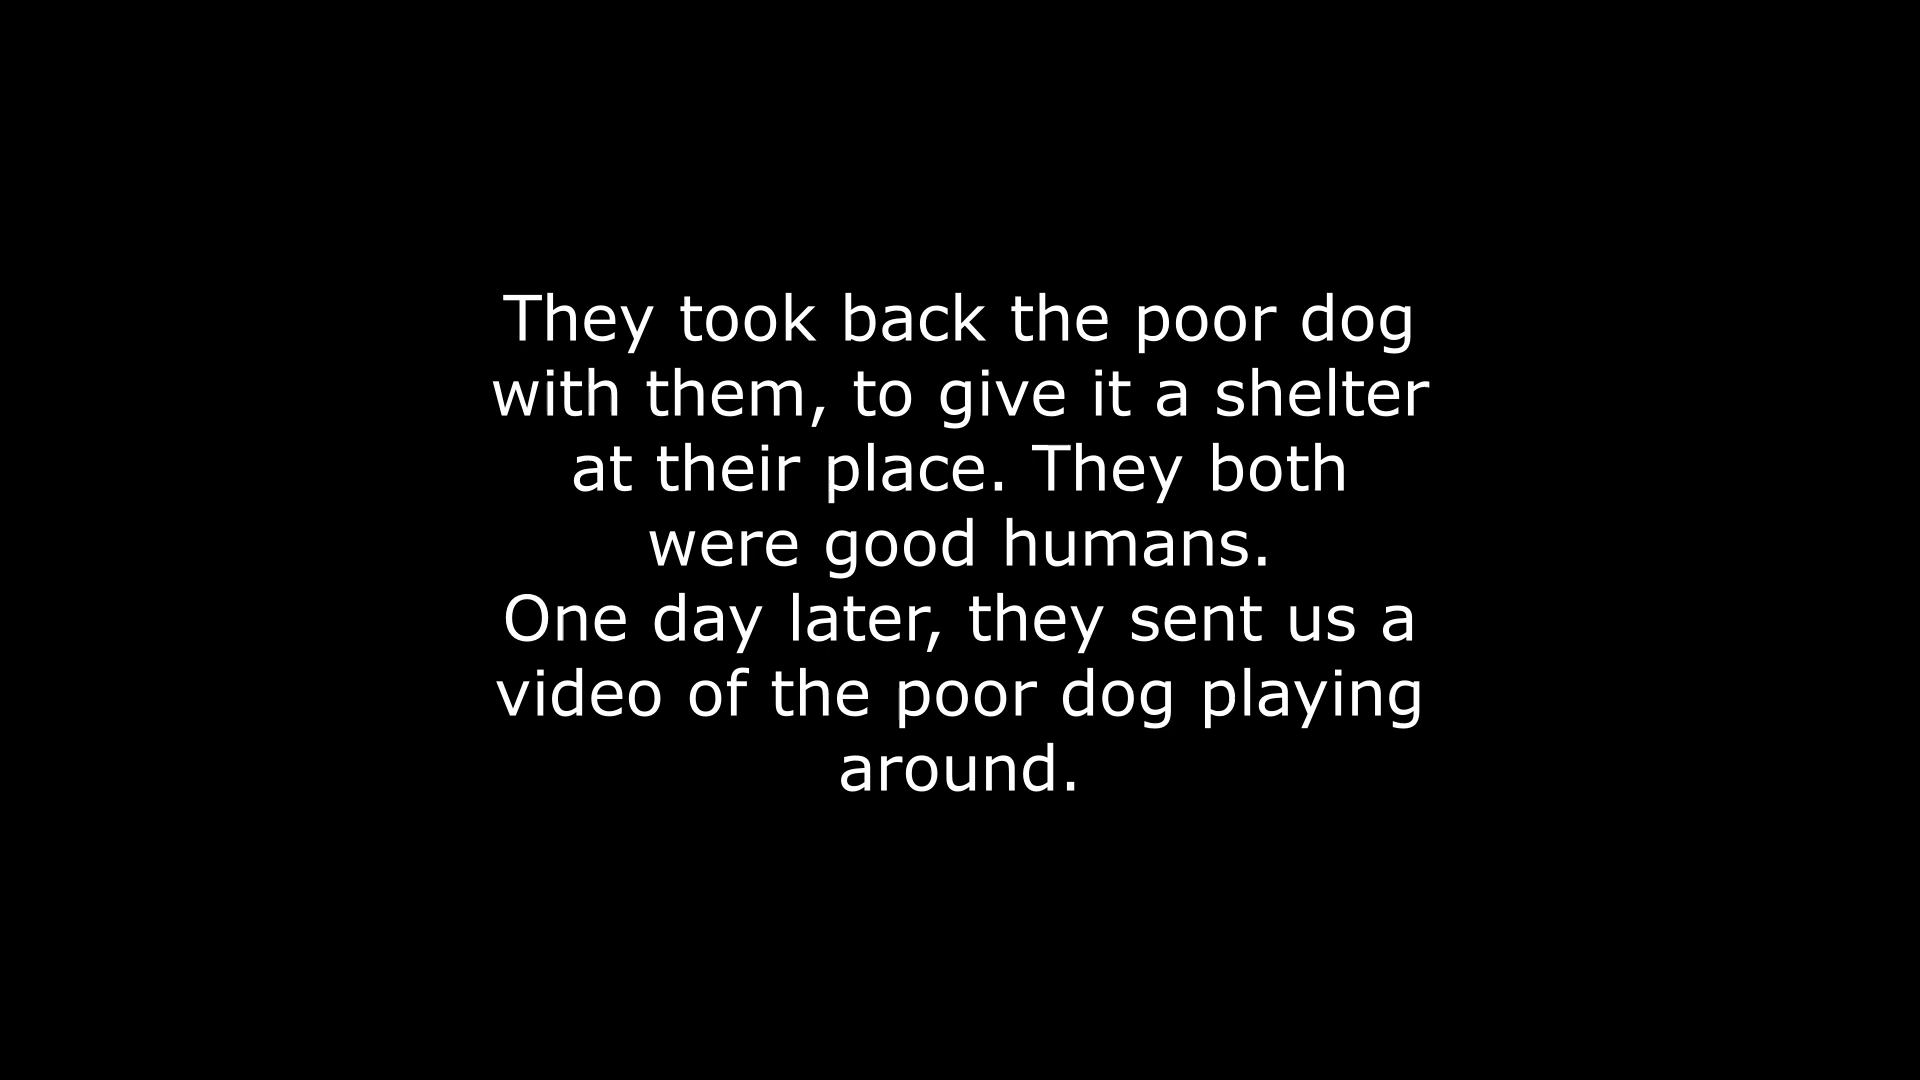 They took back the poor dog
with them, to give it a shelter
at their place. They both
were good humans.
One day later, they sent us a
video of the poor dog playing
around.